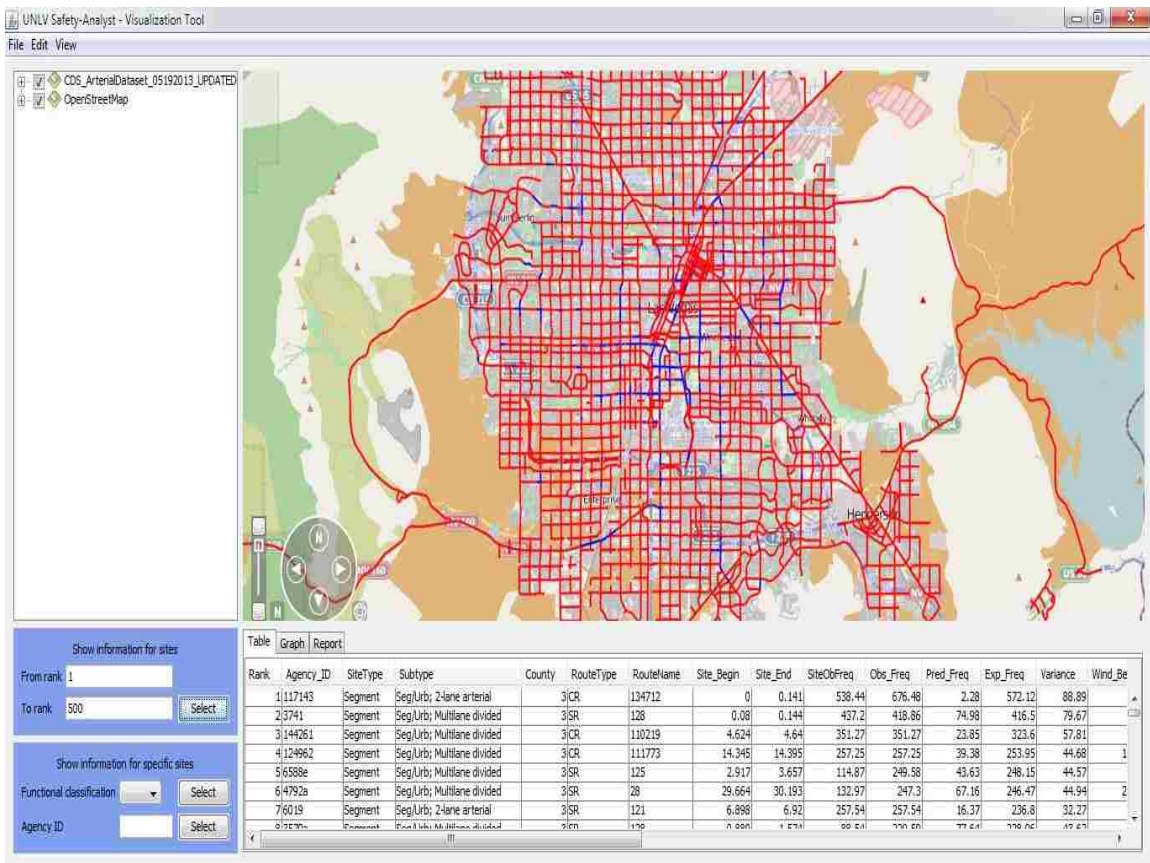 UNLV Safety-Analyst - Visualization Tool
File Edit View
CDS_ArterialDataset_05192013_UPDATED
OpenStreetMap
Las Vegas
Enterprise
Henderson
N
N
Show information for sites
From rank 1
To rank 500 Select
Show information for specific sites
Functional classification Select
Agency ID Select
Table Graph Report
Rank Agency_ID SiteType Subtype County RouteType RouteName Site_Begin Site_End SiteObFreq Obs_Freq Pred_Freq Exp_Freq Variance Wind_Be
1 117143 Segment Seg/Urb; 2-lane arterial 3 CR 134712 0 0.141 538.44 676.48 2.28 572.12 88.89
2 3741 Segment Seg/Urb; Multilane divided 3 SR 128 0.08 0.144 437.2 418.86 74.98 416.5 79.67
3 144261 Segment Seg/Urb; Multilane divided 3 CR 110219 4.624 4.64 351.27 351.27 23.85 323.6 57.81
4 124962 Segment Seg/Urb; Multilane divided 3 CR 111773 14.345 14.395 257.25 257.25 39.38 253.95 44.68 1
5 6588e Segment Seg/Urb; Multilane divided 3 SR 125 2.917 3.657 114.87 249.58 43.63 248.15 44.57
6 4792a Segment Seg/Urb; Multilane divided 3 SR 28 29.664 30.193 132.97 247.3 67.16 246.47 44.94 2
7 6019 Segment Seg/Urb; 2-lane arterial 3 SR 121 6.898 6.92 257.54 257.54 16.37 236.8 32.27